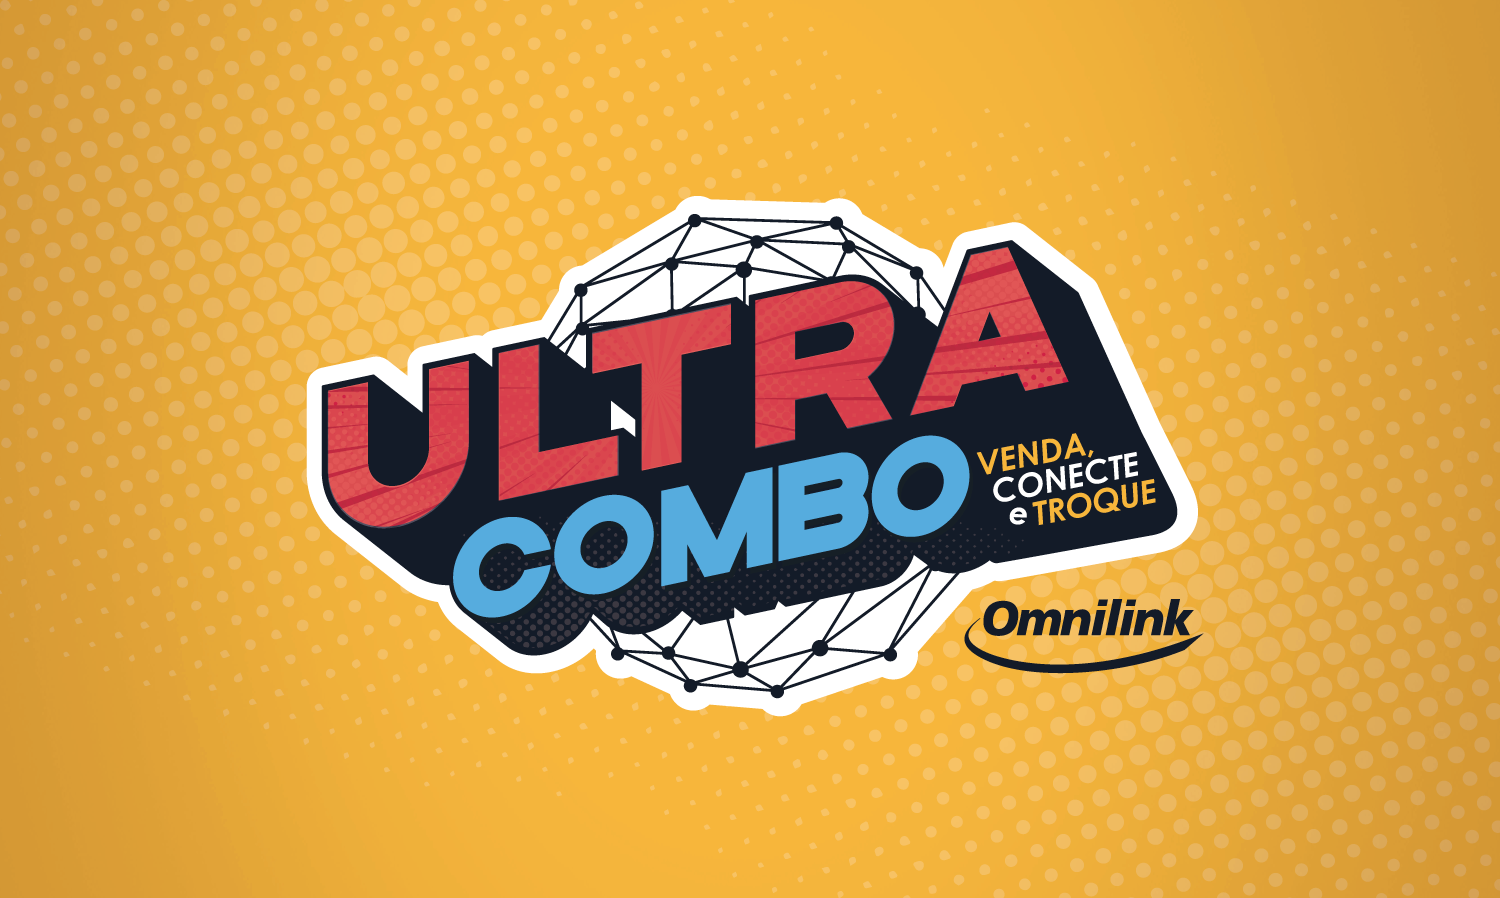 ULTRA
COMBO
VENDA,
CONECTE
e TROQUE
Omnilink